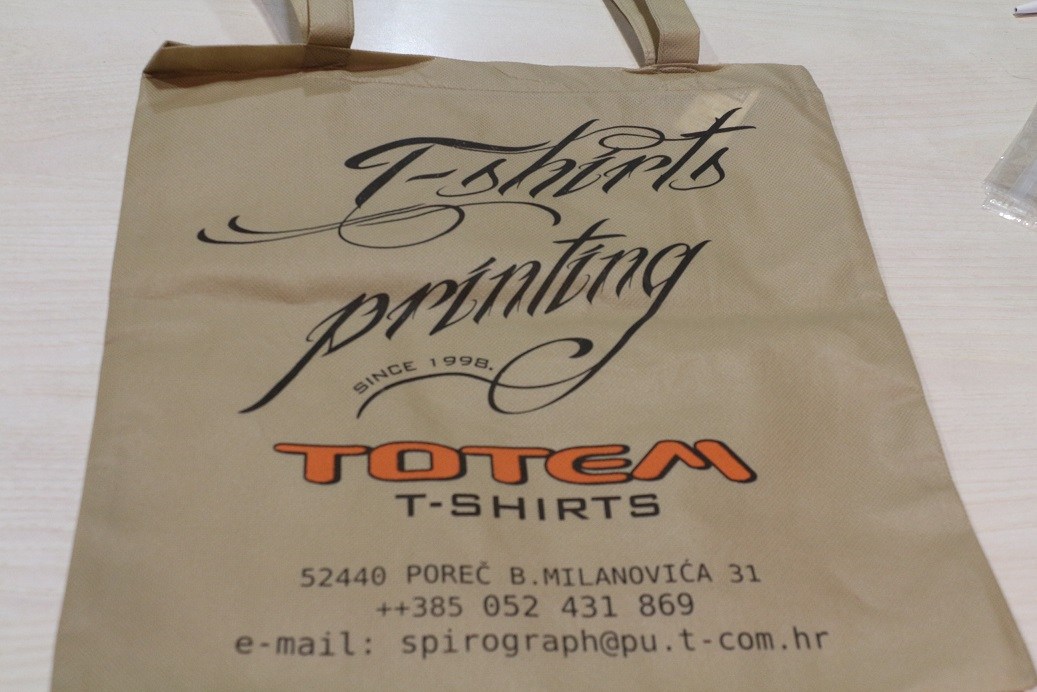 T-shirts
printing
SINCE 1998.
TOTEM
T-SHIRTS
52440 POREČ B.MILANOVIĆA 31
++385 052 431 869
e-mail: spirograph@pu.t-com.hr